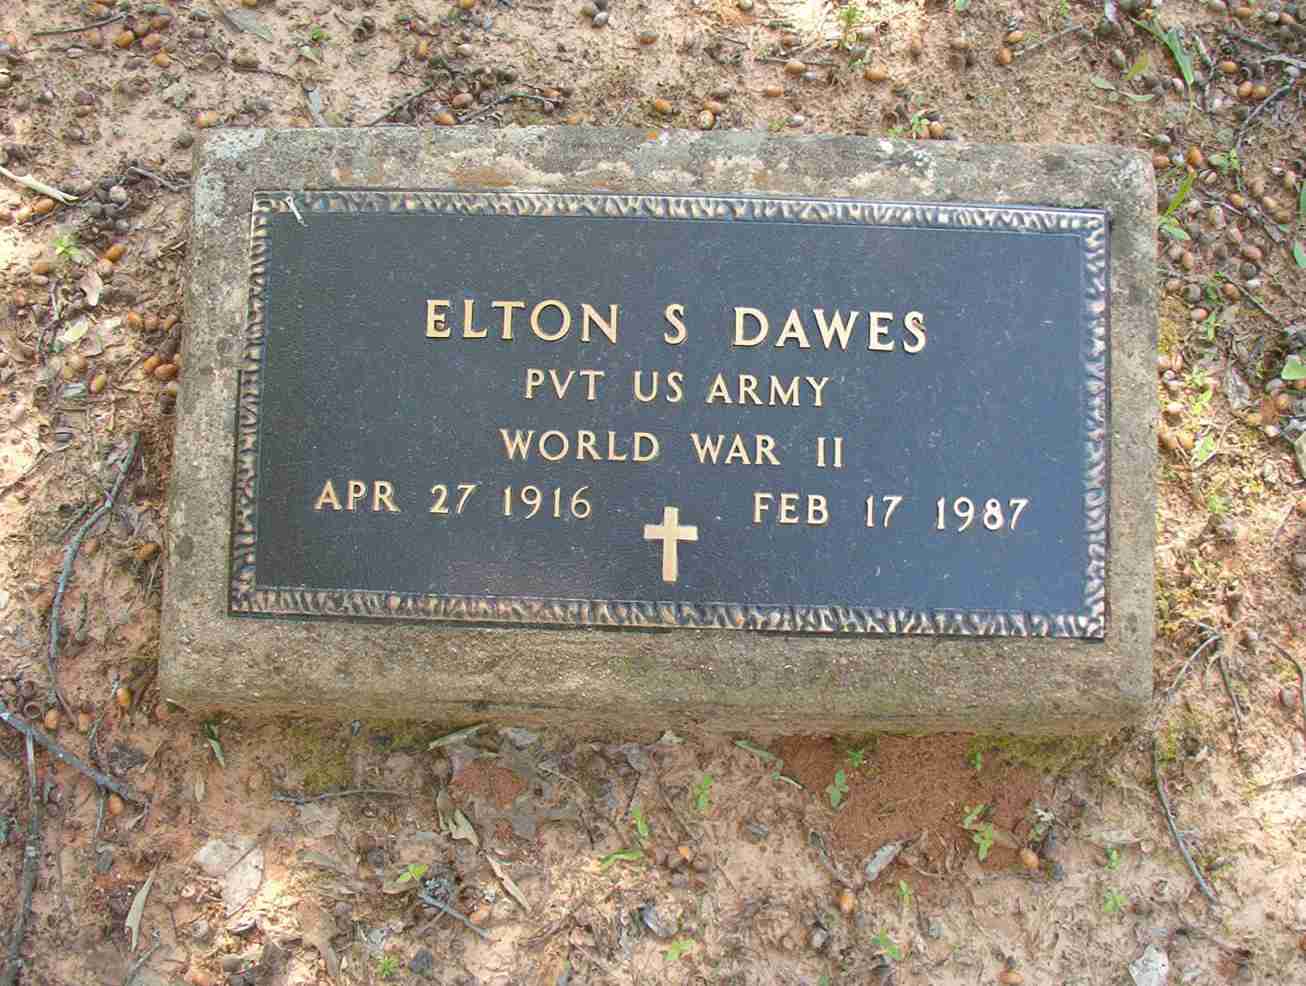 ELTON S DAWES
PVT US ARMY
WORLD WAR II
APR 27 1916 FEB 17 1987